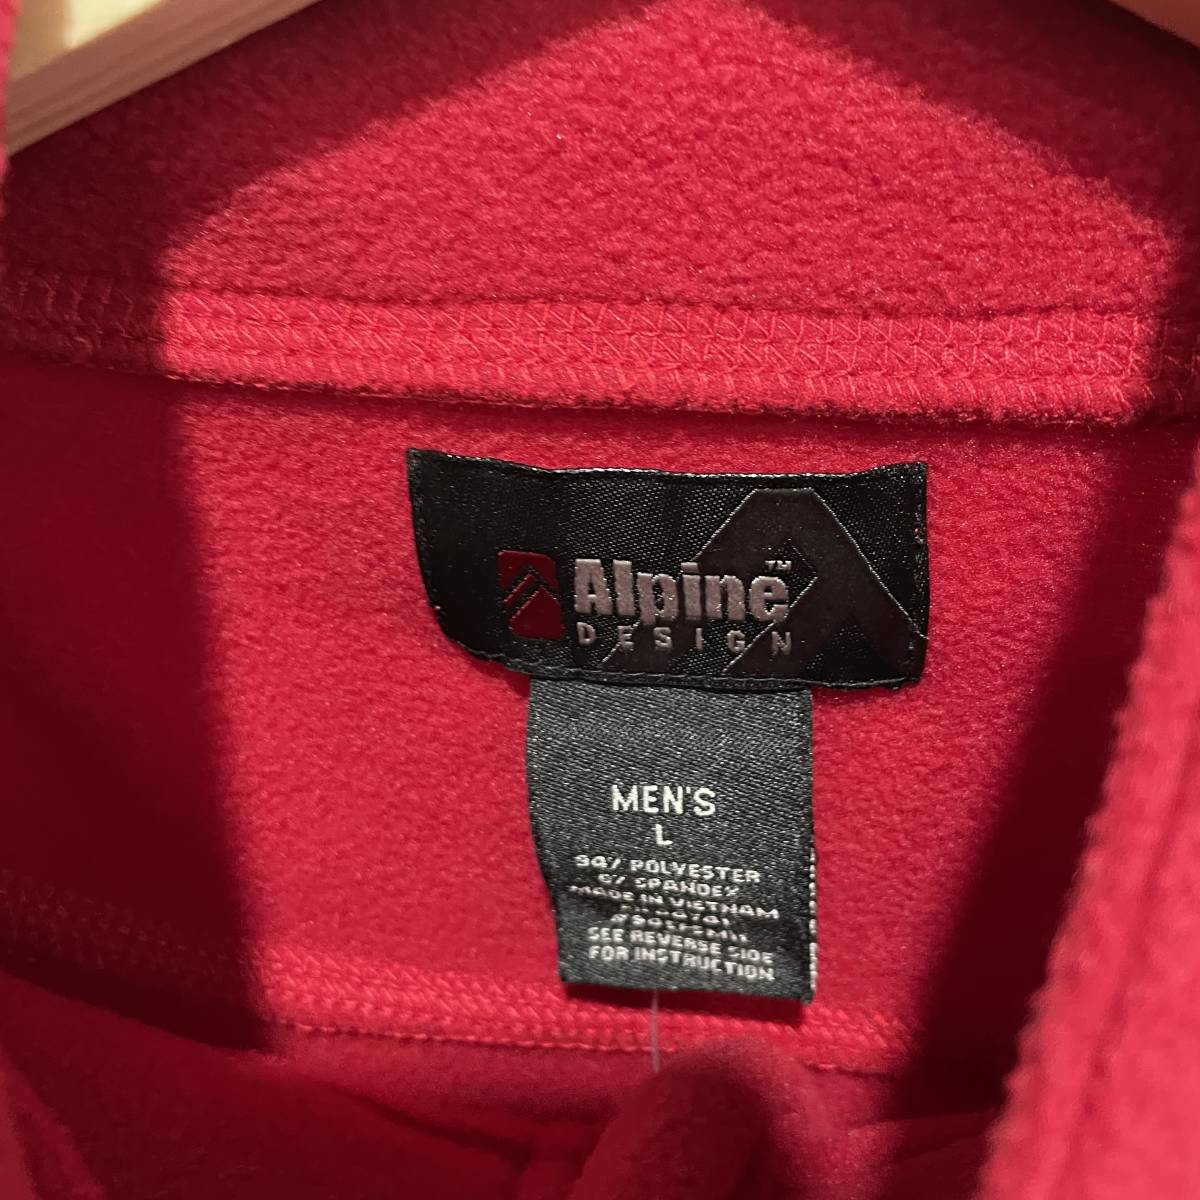 Alpine™
DESIGN
MEN'S
L
94% POLYESTER
6% SPANDEX
MADE IN VIETNAM
SEE REVERSE SIDE
FOR INSTRUCTION